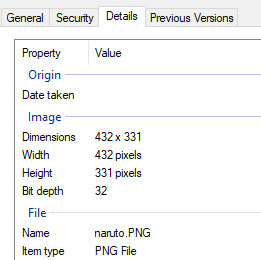 General Security Details Previous Versions
Property Value
Origin
Date taken
Image
Dimensions 432 x 331
Width 432 pixels
Height 331 pixels
Bit depth 32
File
Name naruto.PNG
Item type PNG File